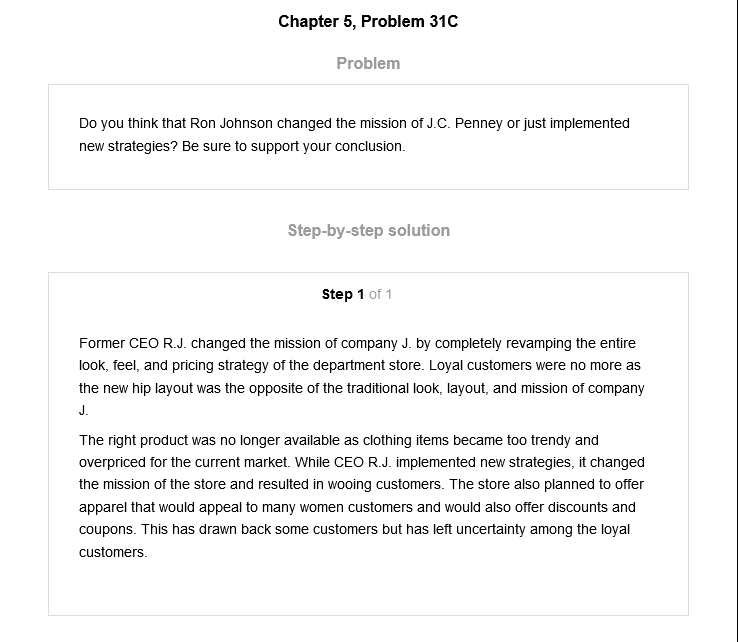 Chapter 5, Problem 31C
Problem
Do you think that Ron Johnson changed the mission of J.C. Penney or just implemented
new strategies? Be sure to support your conclusion.
Step-by-step solution
Step 1 of 1
Former CEO R.J. changed the mission of company J. by completely revamping the entire
look, feel, and pricing strategy of the department store. Loyal customers were no more as
the new hip layout was the opposite of the traditional look, layout, and mission of company
J.
The right product was no longer available as clothing items became too trendy and
overpriced for the current market. While CEO R.J. implemented new strategies, it changed
the mission of the store and resulted in wooing customers. The store also planned to offer
apparel that would appeal to many women customers and would also offer discounts and
coupons. This has drawn back some customers but has left uncertainty among the loyal
customers.